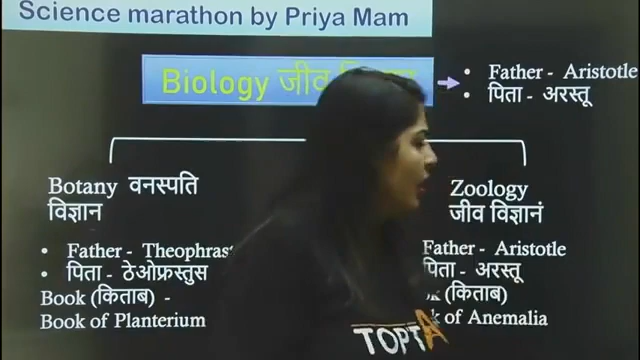 Science marathon by Priya Mam
Biology जीव
• Father - Aristotle
• पिता - अरस्तू
Botany वनस्पति
विज्ञान
• Father -
• पिता - ठेओफ्रस्तुस
Book (किताब) -
Book of Planterium
Zoology
जीव विज्ञानं
Father - Aristotle
पिता - अरस्तू
(किताब)
of Anemalia
TOPTA